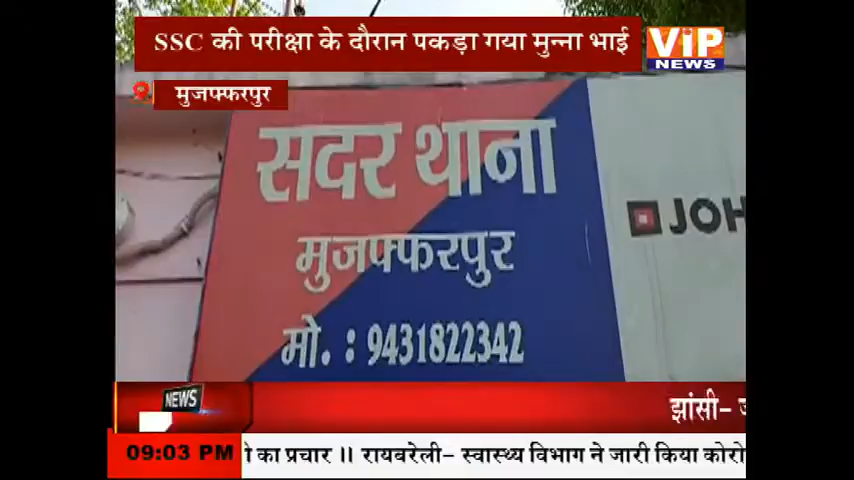 SSC की परीक्षा के दौरान पकड़ा गया मुन्ना भाई
ViP
NEWS
मुजफ्फरपुर
सदर थाना
मुजफ्फरपुर
मो. : 9431822342
JOH
NEWS
झांसी-
09:03 PM
का प्रचार || रायबरेली- स्वास्थ्य विभाग ने जारी किया